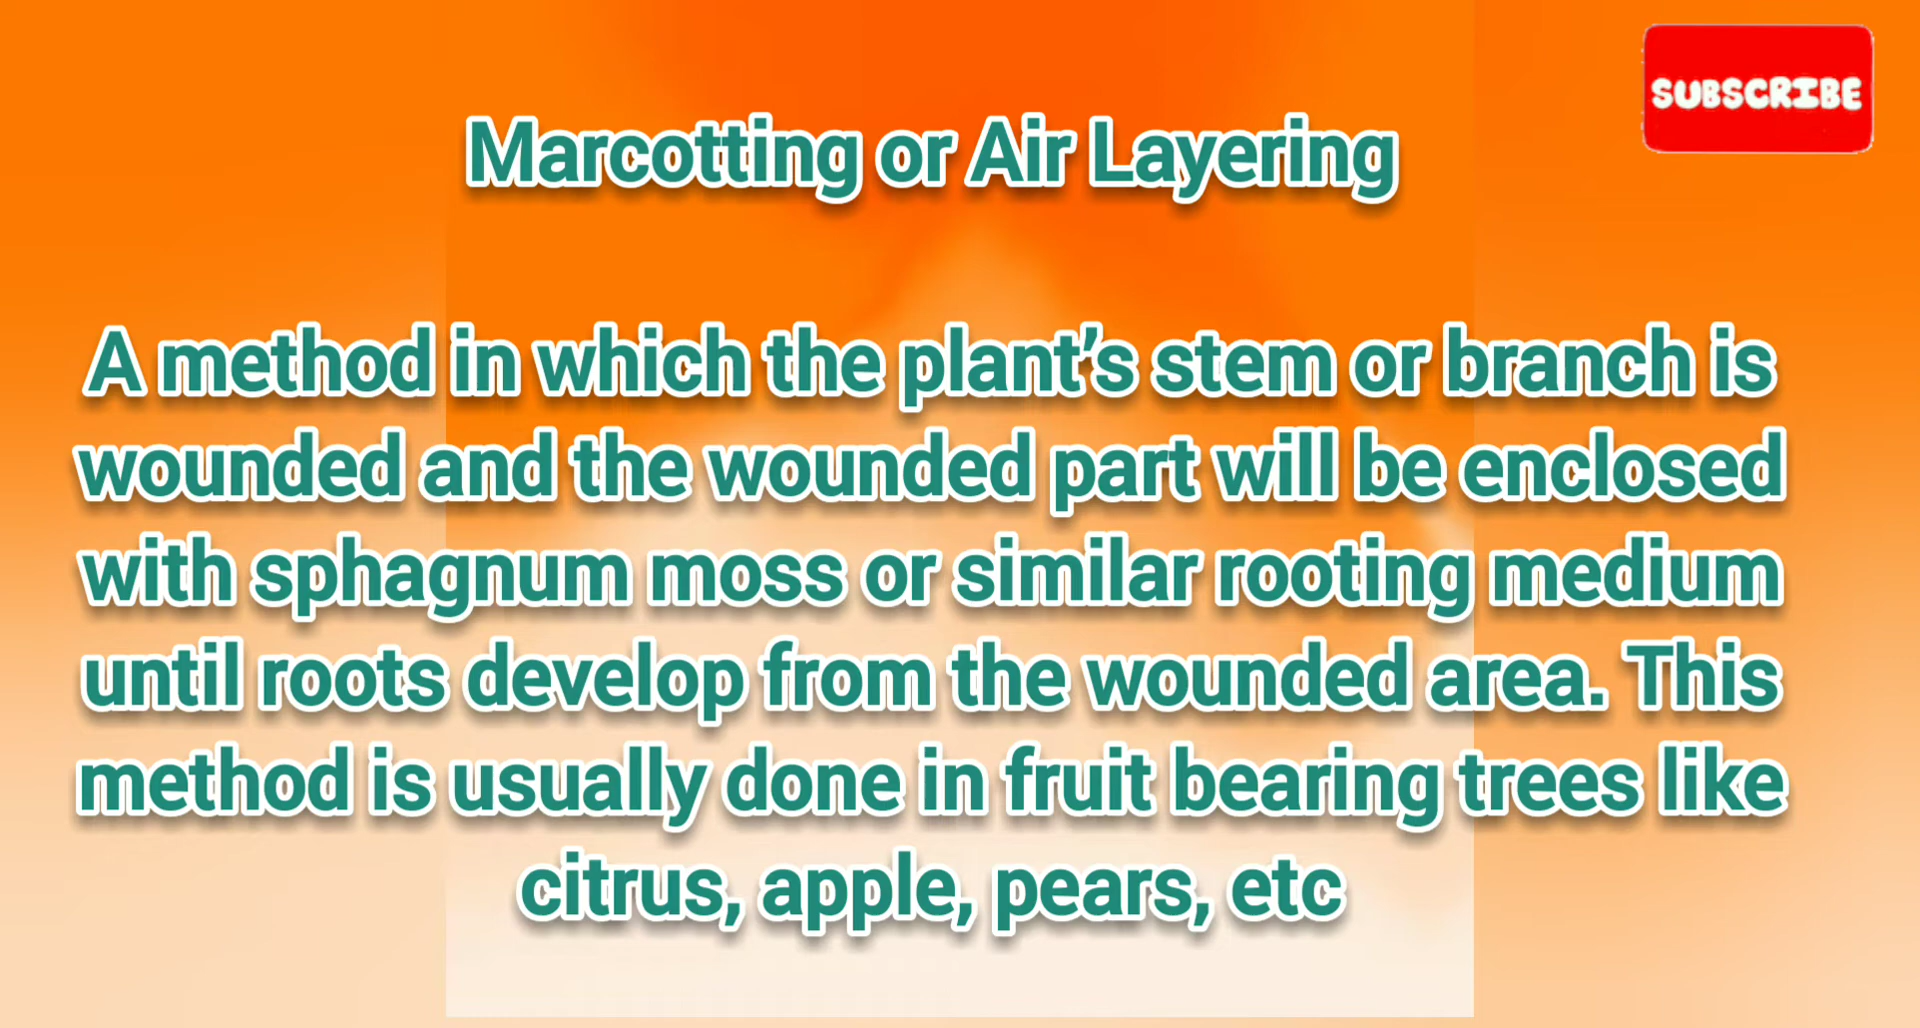 SUBSCRIBE
Marcotting or Air Layering
A method in which the plant’s stem or branch is
wounded and the wounded part will be enclosed
with sphagnum moss or similar rooting medium
until roots develop from the wounded area. This
method is usually done in fruit bearing trees like
citrus, apple, pears, etc